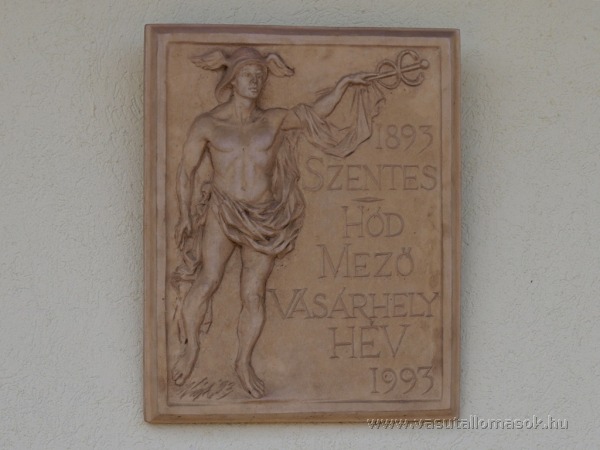 1893
SZENTES
-
HÓD
MEZŐ
VÁSÁRHELY
HÉV
1993
© www.vasutallomasok.hu